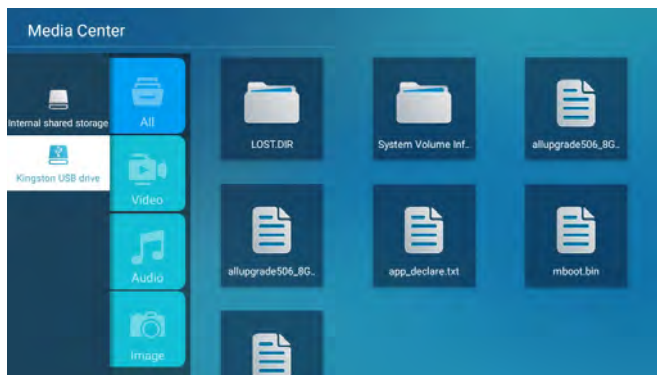 Media Center
Internal shared storage
Kingston USB drive
All
Video
Audio
Image
LOST.DIR
System Volume Inf..
allupgrade506_8G..
allupgrade506_8G..
app_declare.txt
mboot.bin